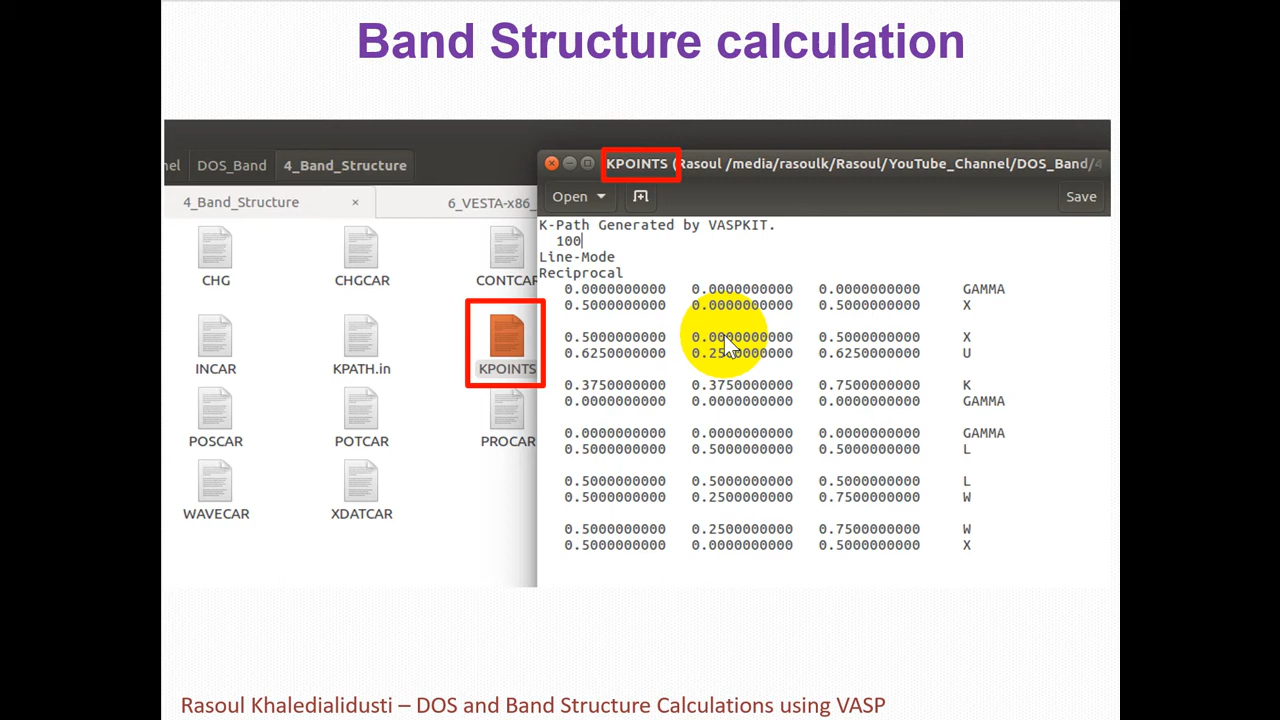 Band Structure calculation
nel DOS_Band 4_Band_Structure
4_Band_Structure × 6_VESTA-x86_
CHG CHGCAR CONTCAR
INCAR KPATH.in KPOINTS
POSCAR POTCAR PROCAR
WAVECAR XDATCAR
KPOINTS (Rasoul /media/rasoulk/Rasoul/YouTube_Channel/DOS_Band/4
Open Save
K-Path Generated by VASPKIT.
100
Line-Mode
Reciprocal
0.0000000000 0.0000000000 0.0000000000 GAMMA
0.5000000000 0.0000000000 0.5000000000 X
0.5000000000 0.0000000000 0.5000000000 X
0.6250000000 0.2500000000 0.6250000000 U
0.3750000000 0.3750000000 0.7500000000 K
0.0000000000 0.0000000000 0.0000000000 GAMMA
0.0000000000 0.0000000000 0.0000000000 GAMMA
0.5000000000 0.5000000000 0.5000000000 L
0.5000000000 0.5000000000 0.5000000000 L
0.5000000000 0.2500000000 0.7500000000 W
0.5000000000 0.2500000000 0.7500000000 W
0.5000000000 0.0000000000 0.5000000000 X
Rasoul Khaledialidusti – DOS and Band Structure Calculations using VASP